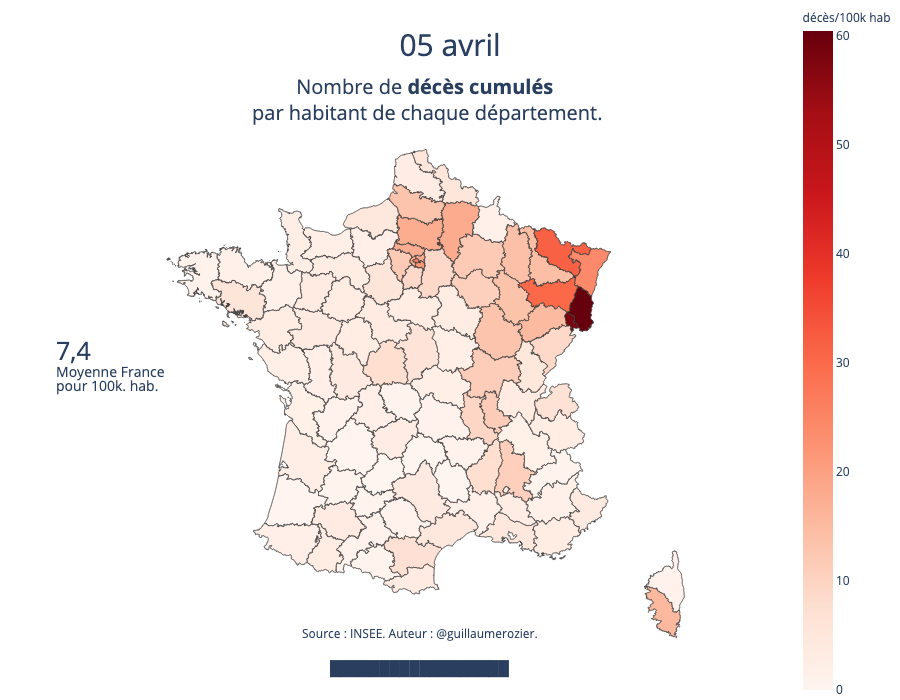 décès/100k hab
05 avril
Nombre de décès cumulés
par habitant de chaque département.
60
50
40
30
20
10
0
7,4
Moyenne France
pour 100k. hab.
Source : INSEE. Auteur : @guillaumerozier.